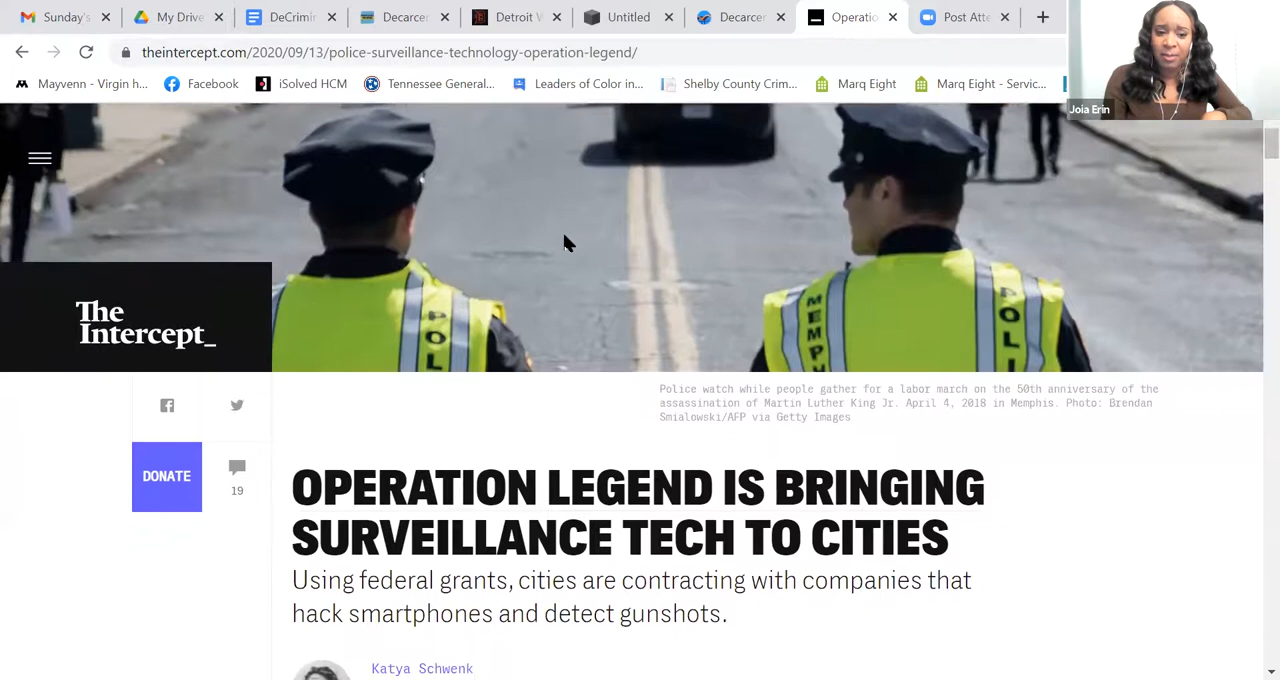 Sunday's
My Drive
DeCrimin
Decarcer
Detroit V
Untitled
Decarcer
Operatio
Post Atte
theintercept.com/2020/09/13/police-surveillance-technology-operation-legend/
Mayvenn - Virgin h...
Facebook
iSolved HCM
Tennessee General...
Leaders of Color in...
Shelby County Crim...
Marq Eight
Marq Eight - Servic...
Joia Erin
POL
MEMPH
POLI
The
Intercept_
Police watch while people gather for a labor march on the 50th anniversary of the
assassination of Martin Luther King Jr. April 4, 2018 in Memphis. Photo: Brendan
Smialowski/AFP via Getty Images
DONATE
19
OPERATION LEGEND IS BRINGING
SURVEILLANCE TECH TO CITIES
Using federal grants, cities are contracting with companies that
hack smartphones and detect gunshots.
Katya Schwenk